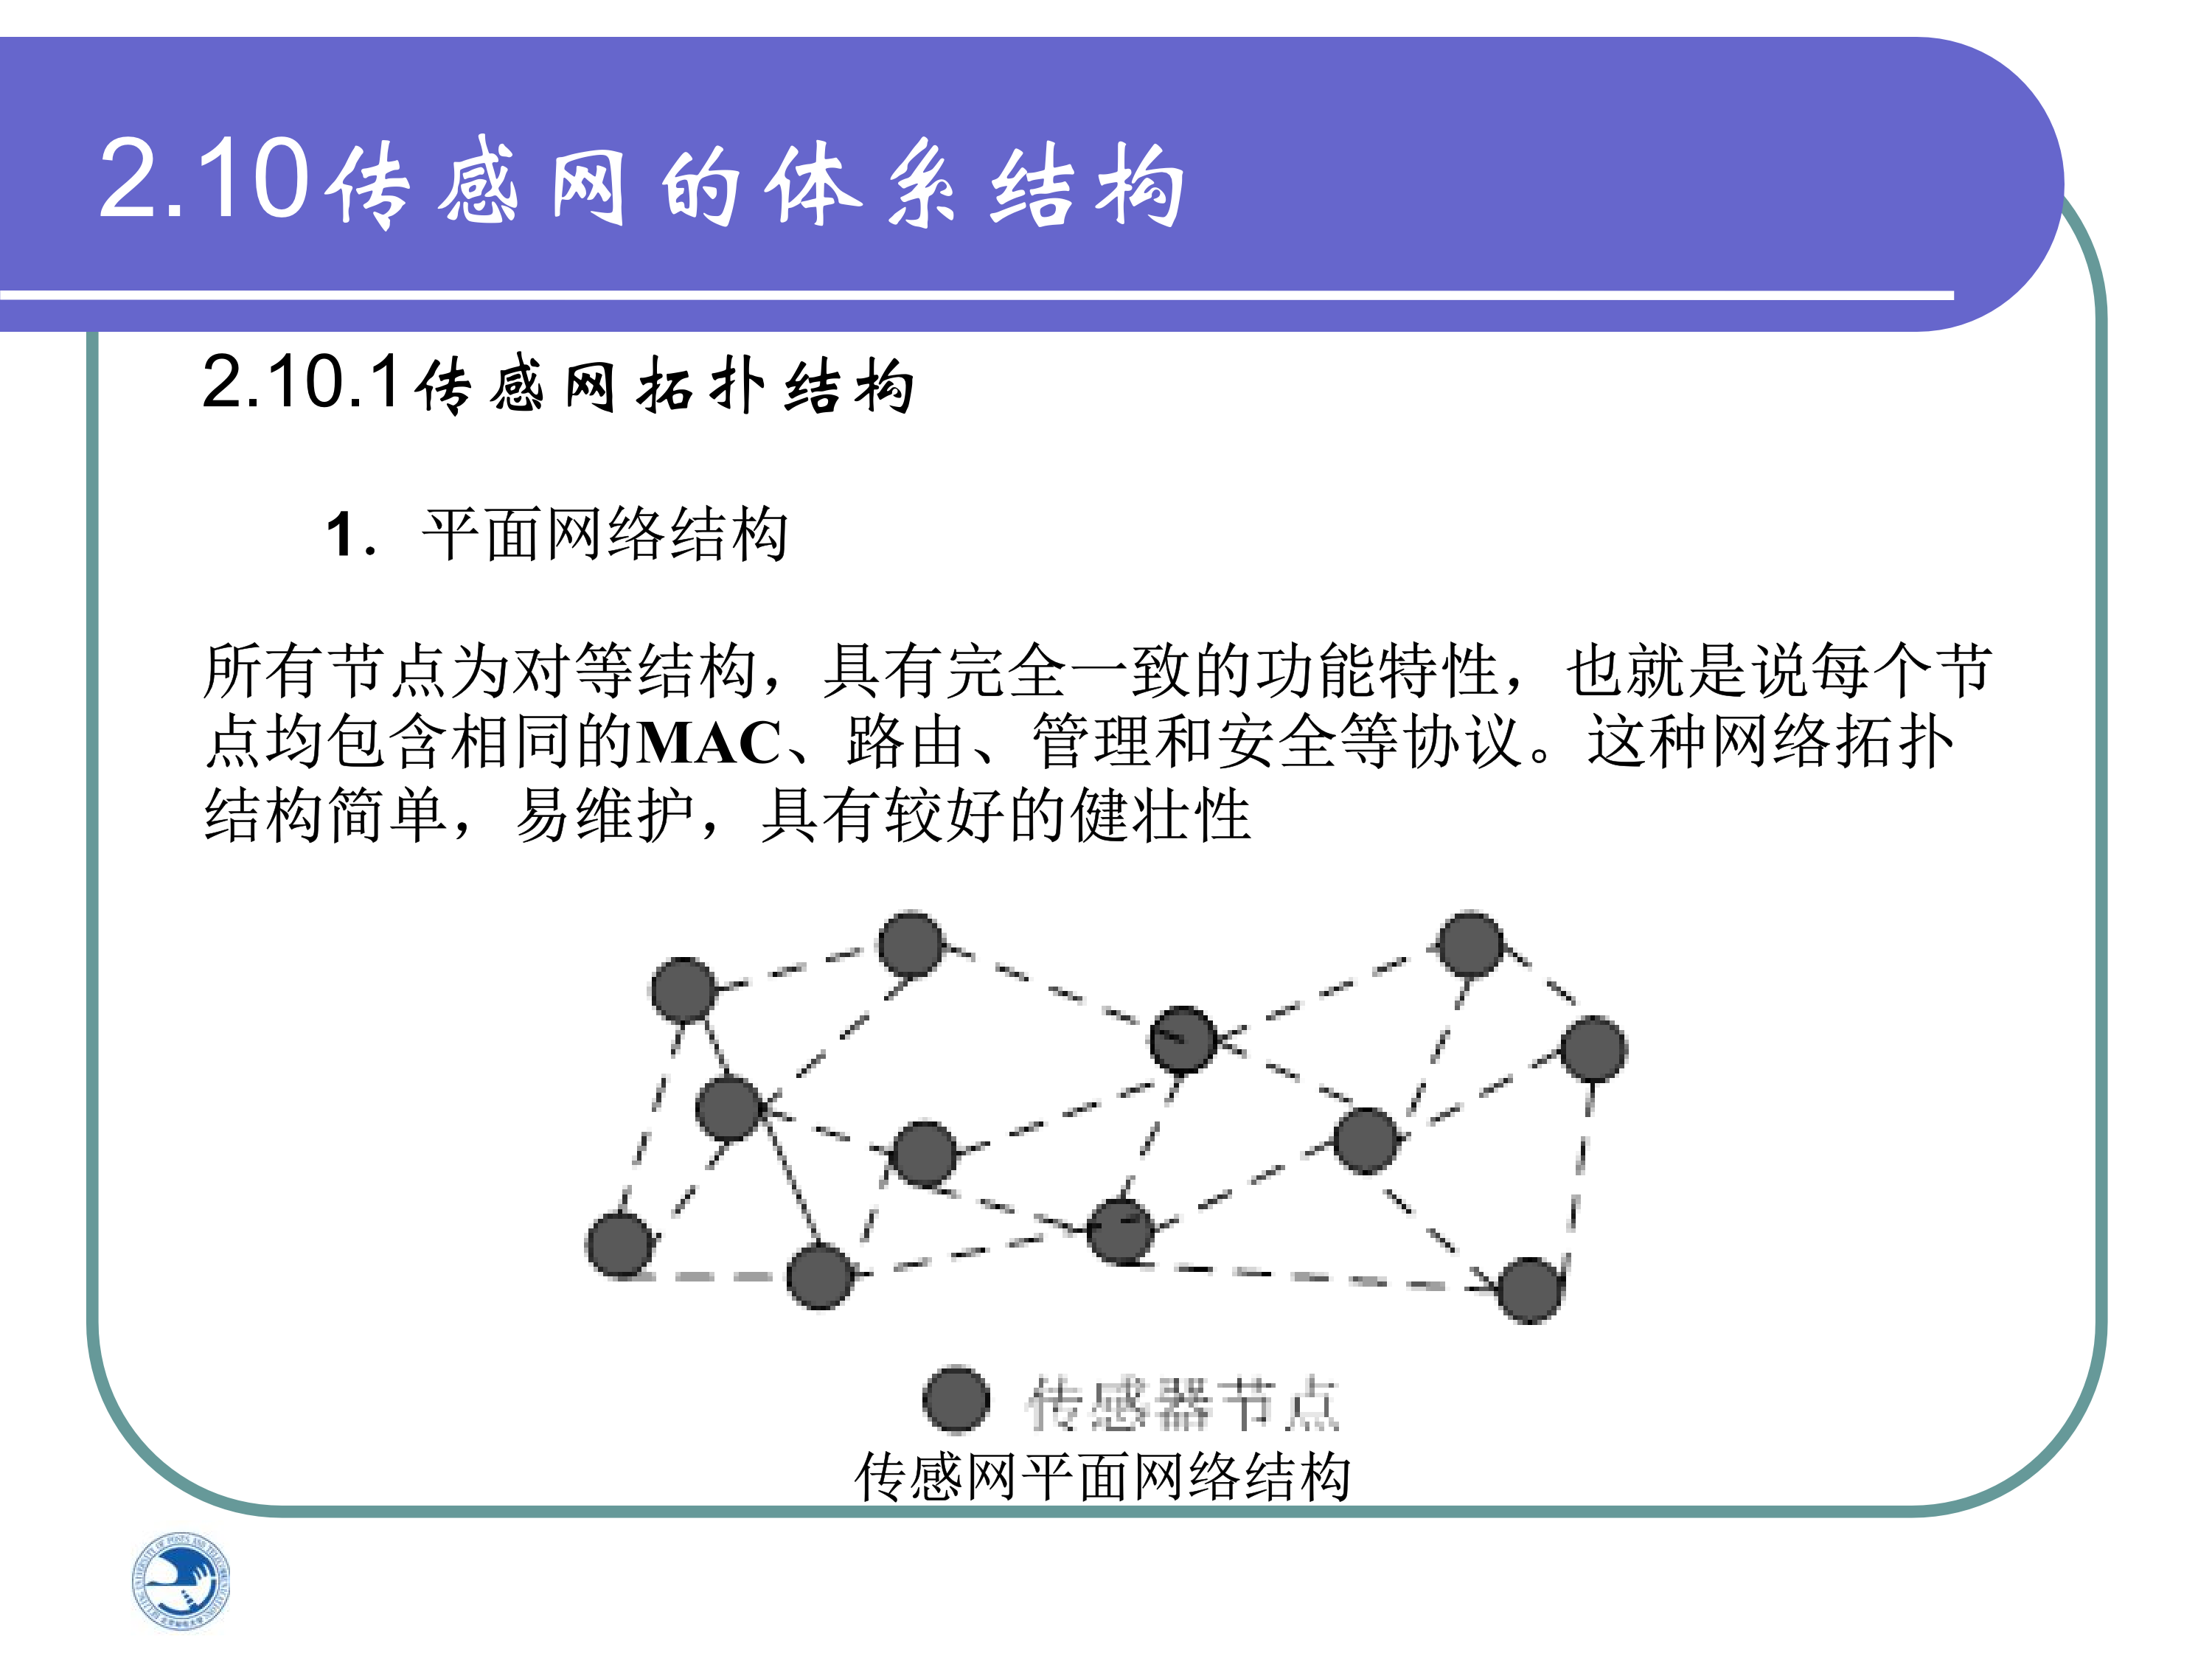 2.10传感网的体系结构
2.10.1传感网拓扑结构
1. 平面网络结构
所有节点为对等结构，具有完全一致的功能特性，也就是说每个节
点均包含相同的MAC、路由、管理和安全等协议。这种网络拓扑
结构简单，易维护，具有较好的健壮性
传感器节点
传感网平面网络结构